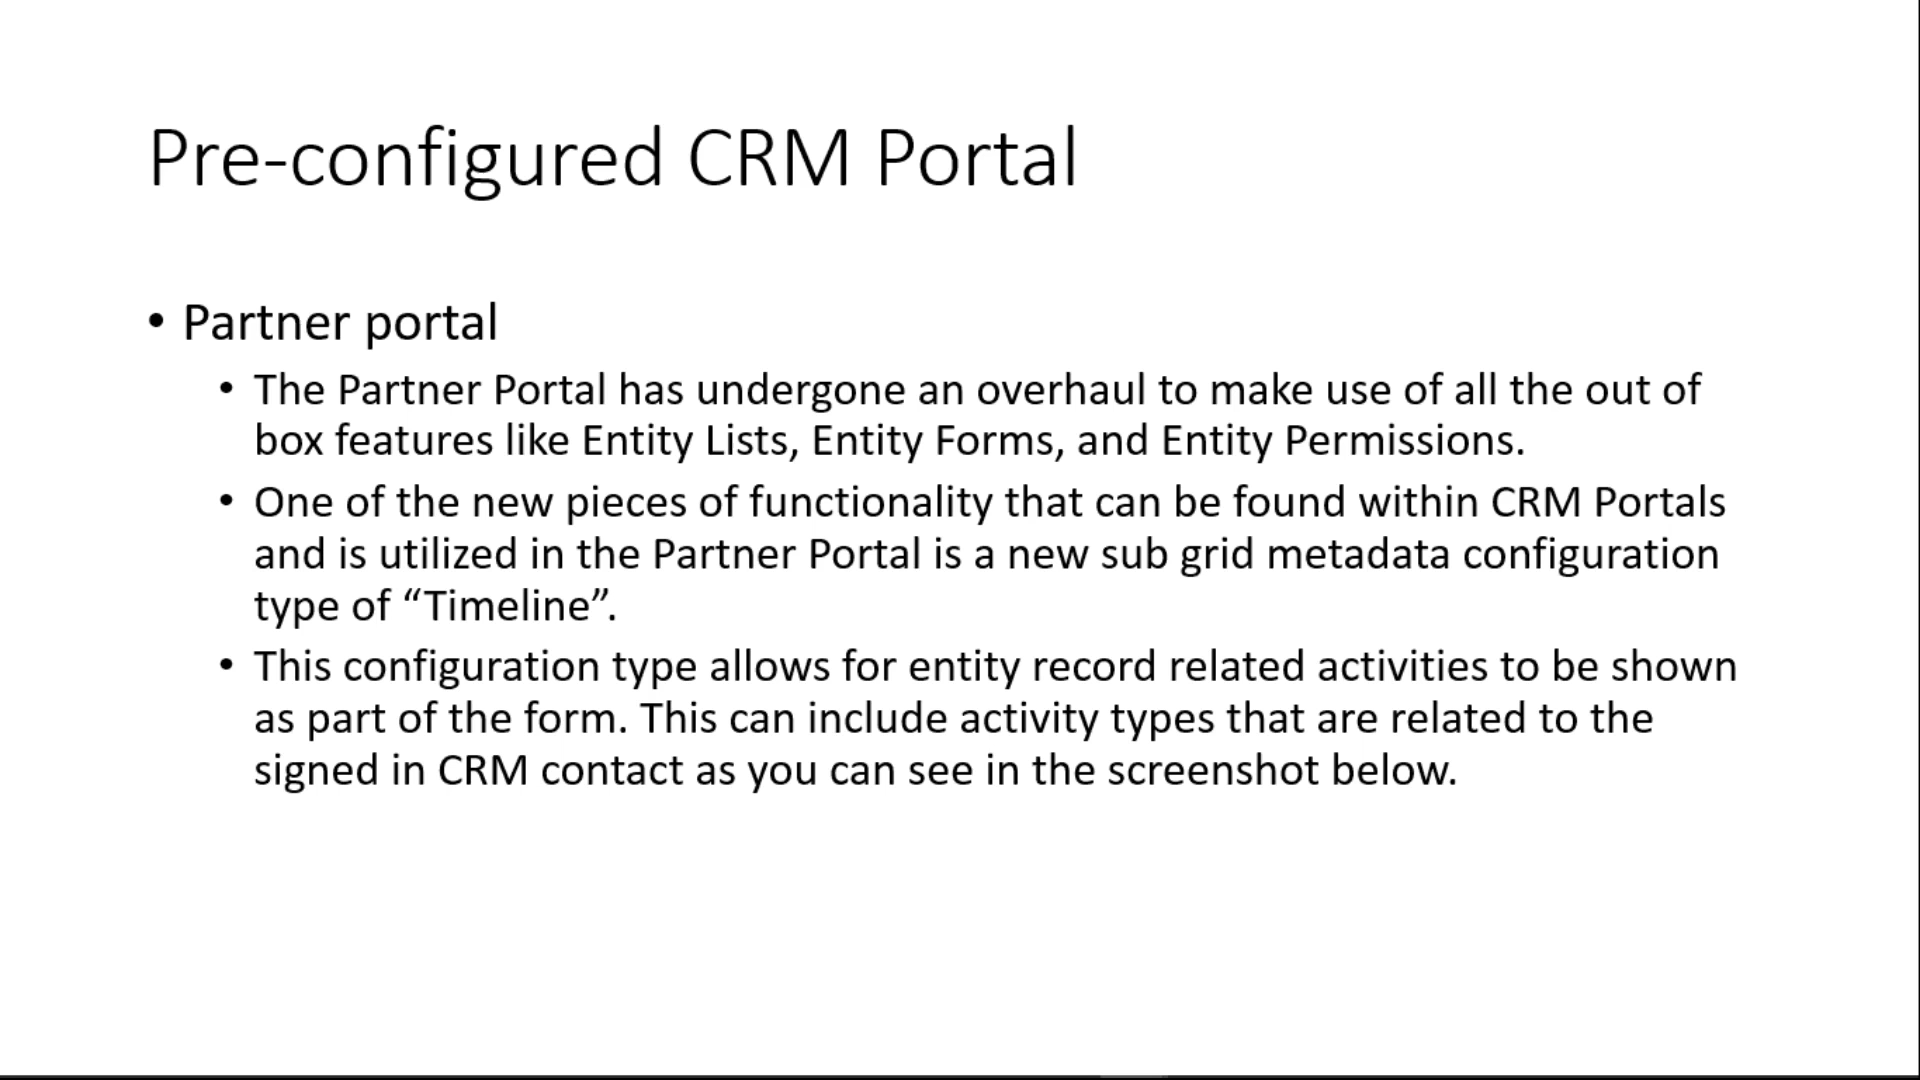 Pre-configured CRM Portal
• Partner portal
• The Partner Portal has undergone an overhaul to make use of all the out of
box features like Entity Lists, Entity Forms, and Entity Permissions.
• One of the new pieces of functionality that can be found within CRM Portals
and is utilized in the Partner Portal is a new sub grid metadata configuration
type of “Timeline”.
• This configuration type allows for entity record related activities to be shown
as part of the form. This can include activity types that are related to the
signed in CRM contact as you can see in the screenshot below.